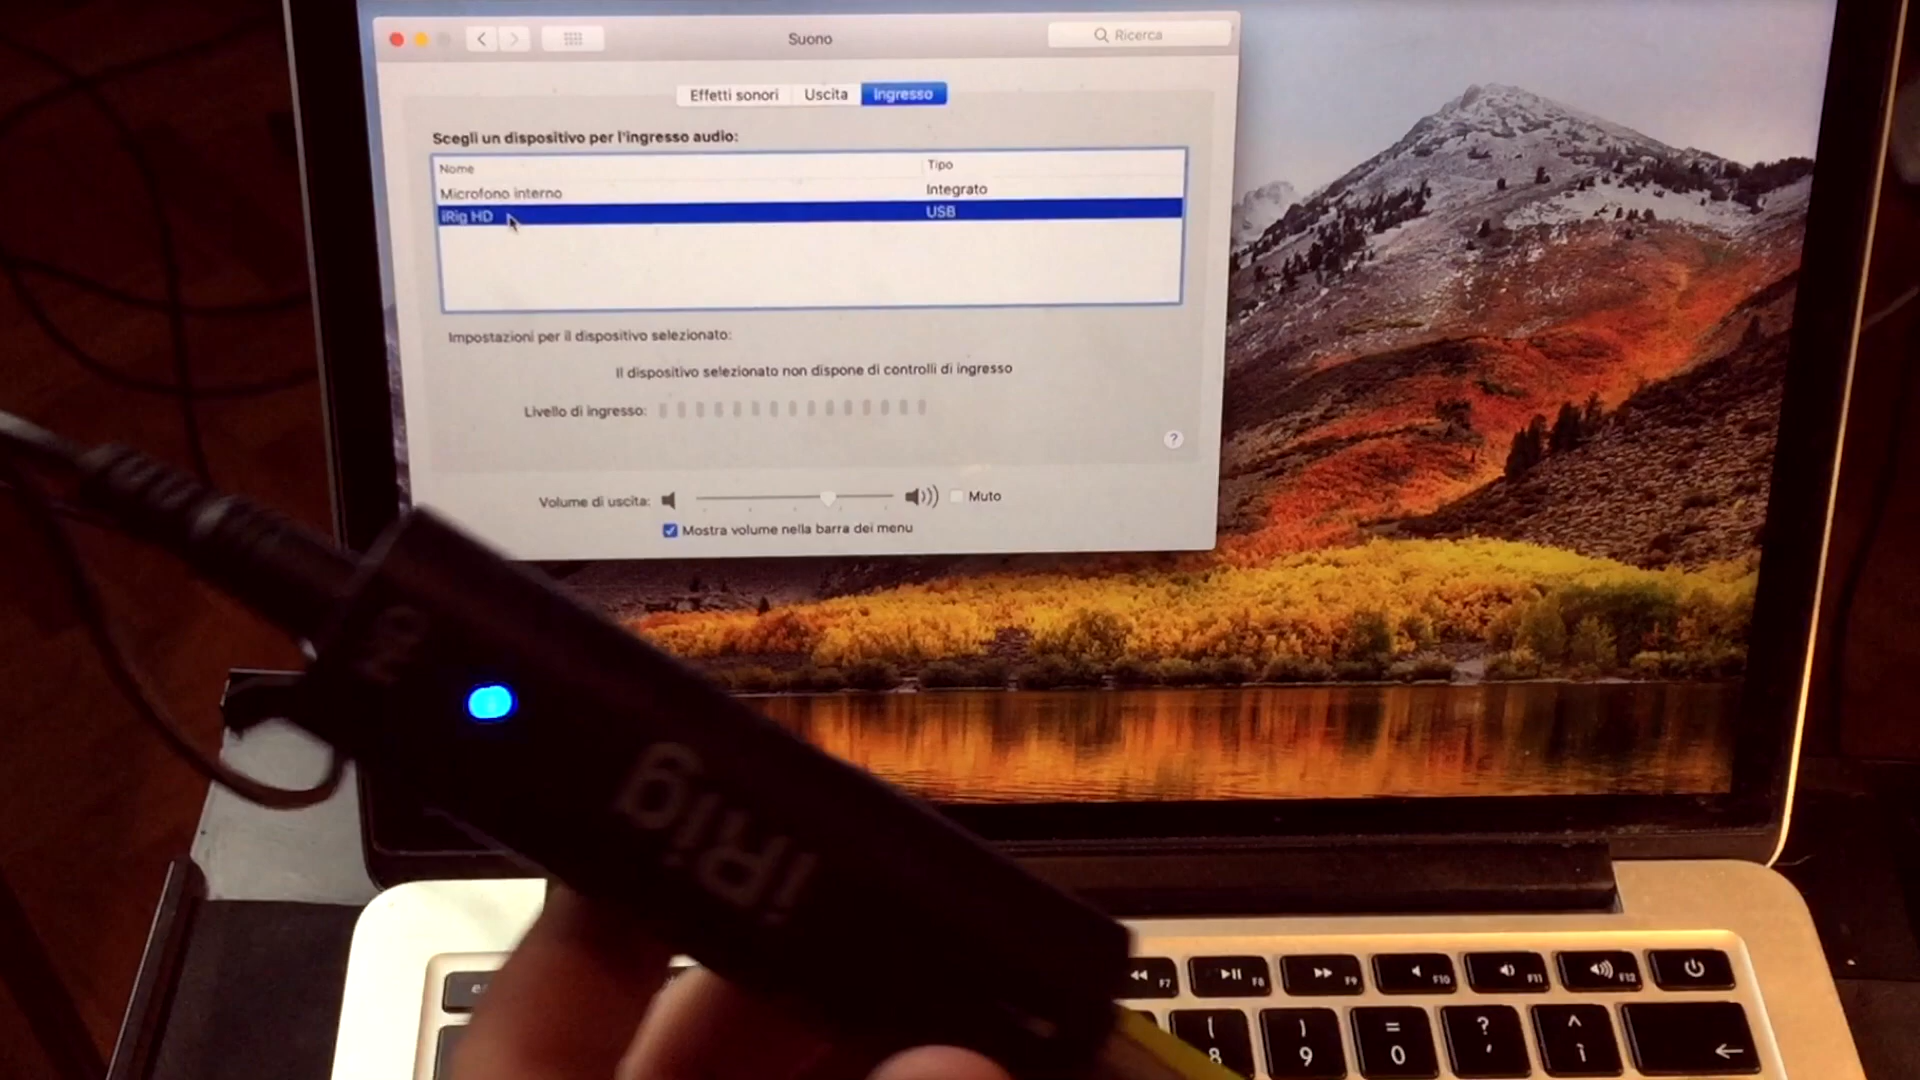 Suono
Ricerca
Effetti sonori Uscita Ingresso
Scegli un dispositivo per l'ingresso audio:
Nome Tipo
Microfono interno Integrato
iRig HD USB
Impostazioni per il dispositivo selezionato:
Il dispositivo selezionato non dispone di controlli di ingresso
Livello di ingresso:
?
Volume di uscita: Muto
Mostra volume nella barra dei menu
iRig
F7 F8 F9 F10 F11 F12
( ) = ? ^
8 9 0 ' ì